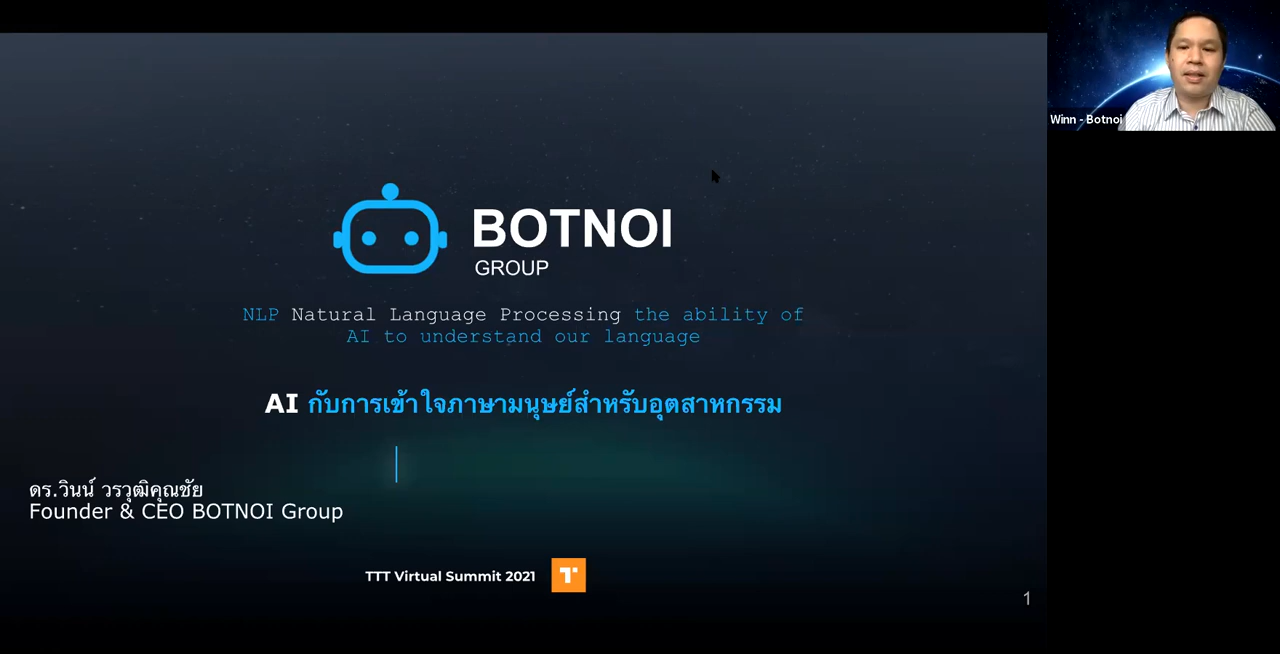 Winn - Botnoi
BOTNOI
GROUP
NLP Natural Language Processing the ability of
AI to understand our language
AI กับการเข้าใจภาษามนุษย์สำหรับอุตสาหกรรม
ดร.วินน์ วรวุฒิคุณชัย
Founder & CEO BOTNOI Group
TTT Virtual Summit 2021
1